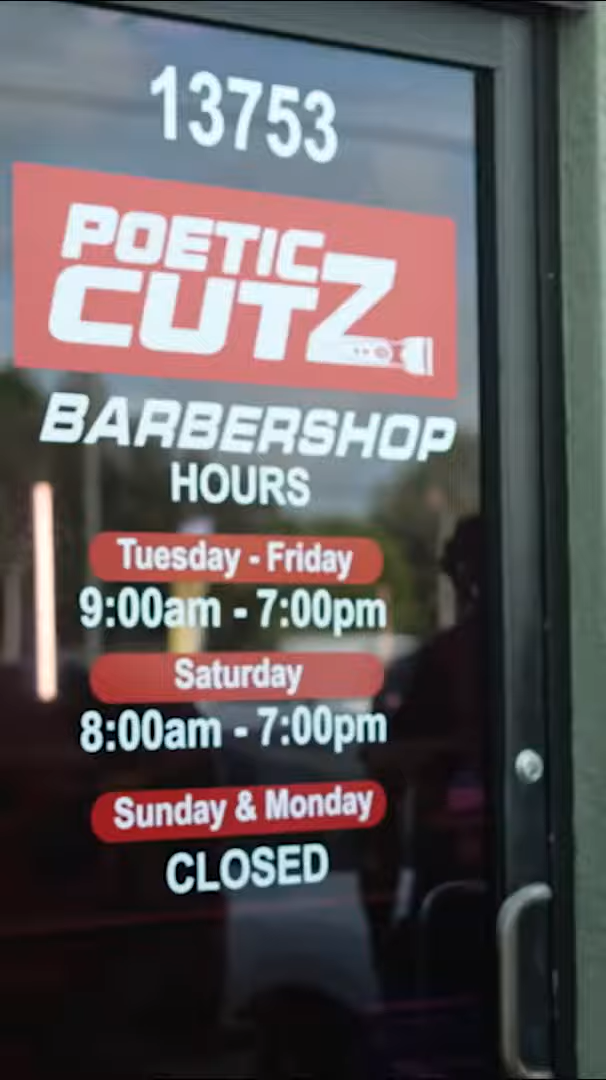 13753
POETIC
CUTZ
BARBERSHOP
HOURS
Tuesday - Friday
9:00am - 7:00pm
Saturday
8:00am - 7:00pm
Sunday & Monday
CLOSED